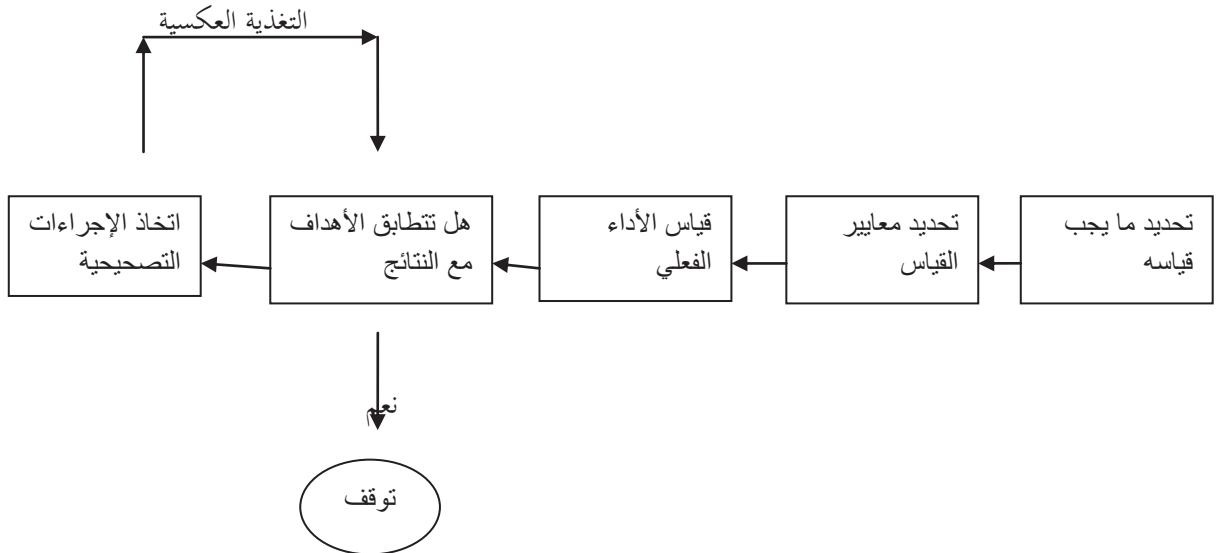 التغذية العكسية
تحديد ما يجب
قياسه
تحديد معايير
القياس
قياس الأداء
الفعلي
هل تتطابق الأهداف
مع النتائج
اتخاذ الإجراءات
التصحيحية
نعم
توقف